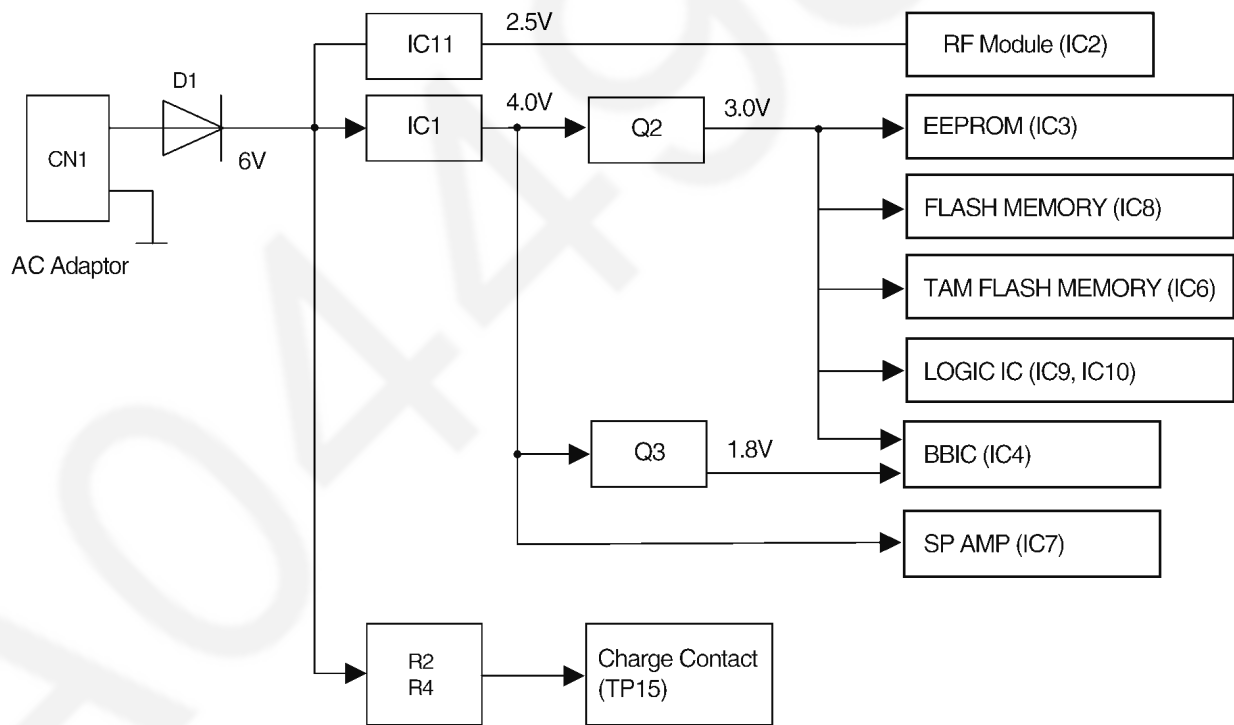 IC11
2.5V
RF Module (IC2)
D1
CN1
6V
AC Adaptor
IC1
4.0V
Q2
3.0V
EEPROM (IC3)
FLASH MEMORY (IC8)
TAM FLASH MEMORY (IC6)
LOGIC IC (IC9, IC10)
Q3
1.8V
BBIC (IC4)
SP AMP (IC7)
R2
R4
Charge Contact
(TP15)